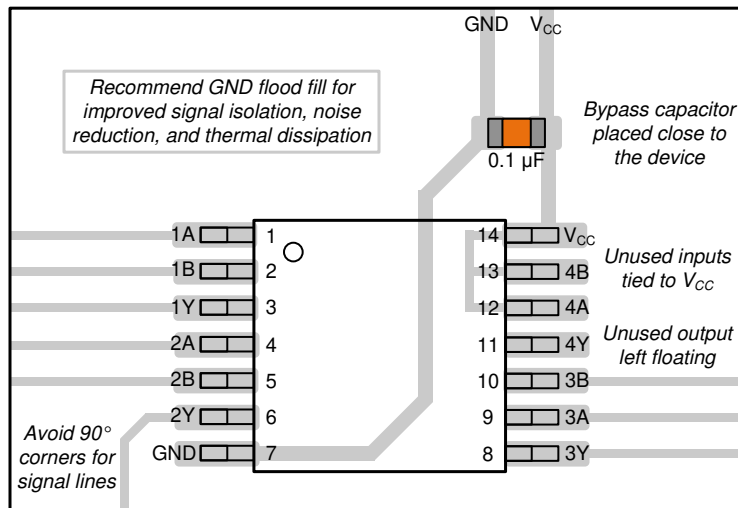 GND V_CC
Recommend GND flood fill for
improved signal isolation, noise
reduction, and thermal dissipation
0.1 µF
Bypass capacitor
placed close to
the device
1A 1 14 V_CC
1B 2 13 4B
1Y 3 12 4A
2A 4 11 4Y
2B 5 10 3B
2Y 6 9 3A
GND 7 8 3Y
Unused inputs
tied to V_CC
Unused output
left floating
Avoid 90°
corners for
signal lines